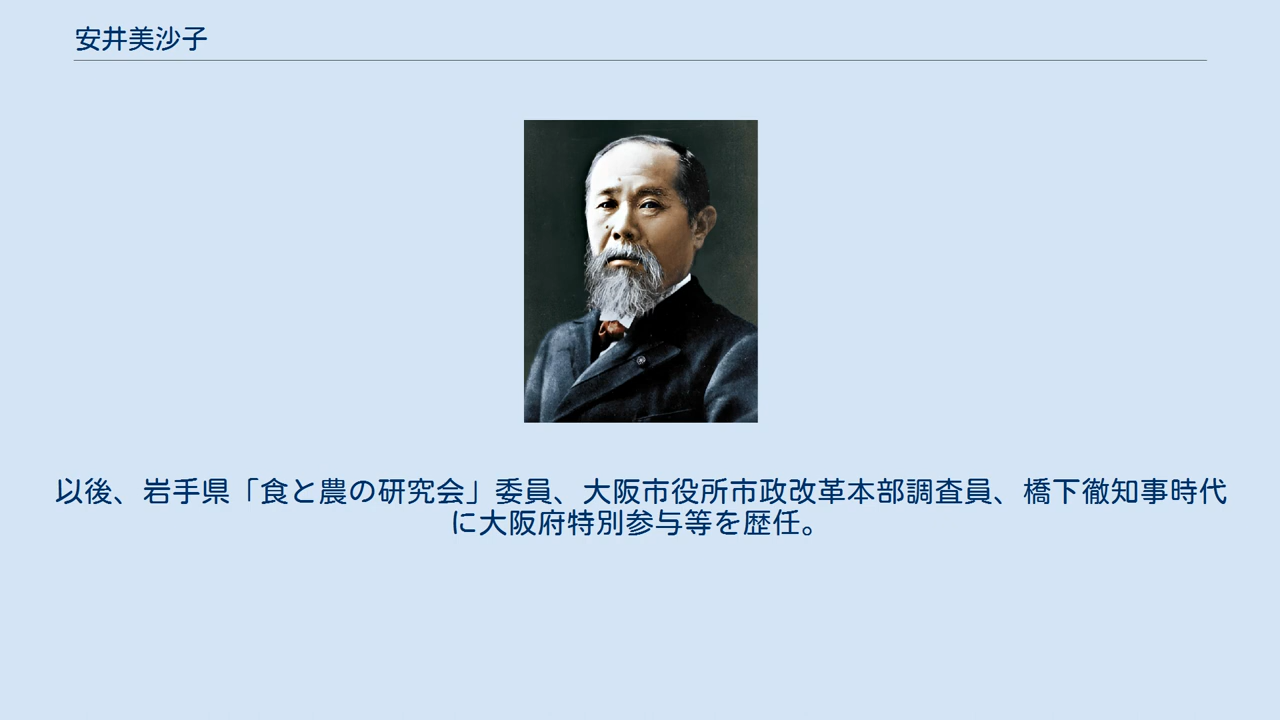 安井美沙子
以後、岩手県「食と農の研究会」委員、大阪市役所市政改革本部調査員、橋下徹知事時代
に大阪府特別参与等を歴任。